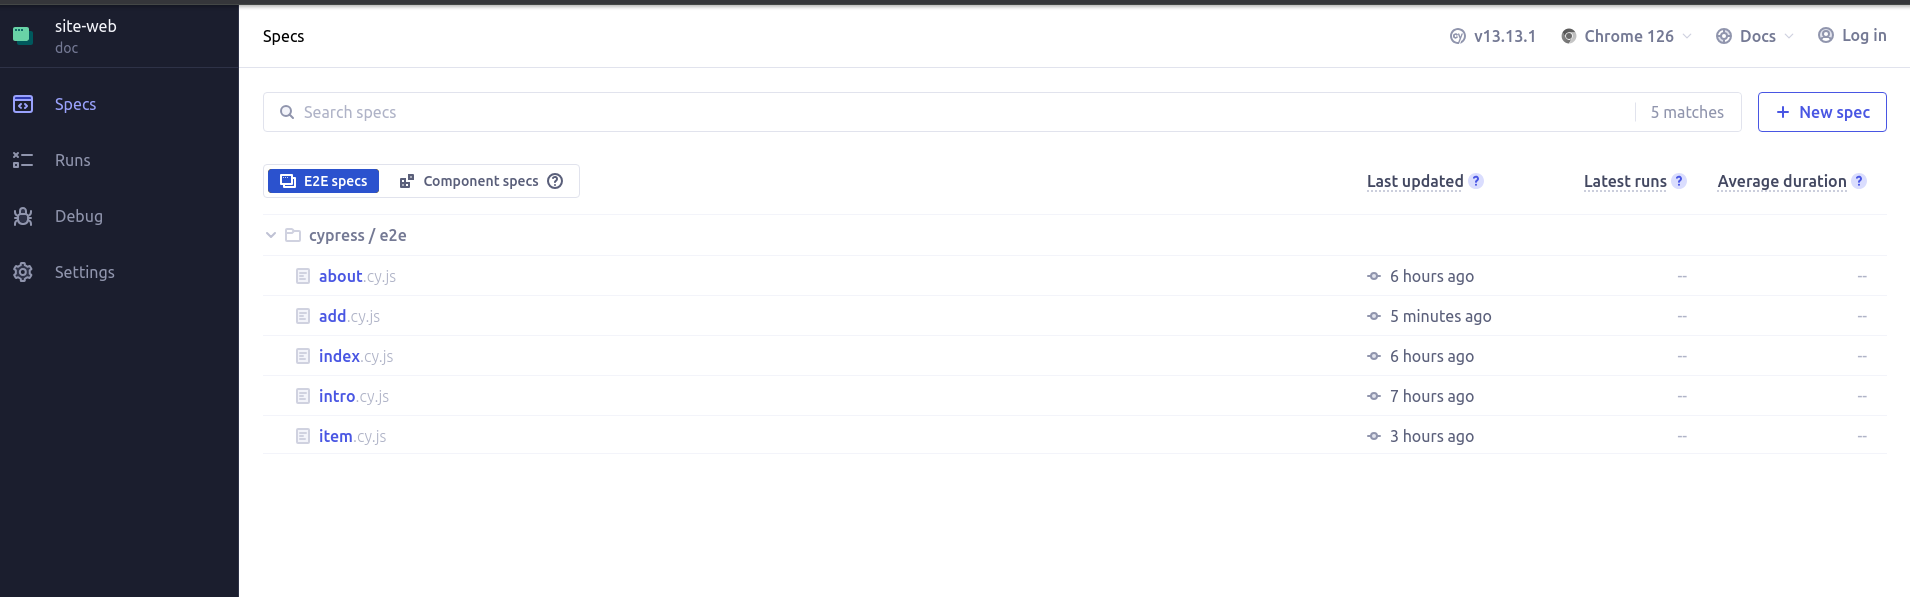 site-web
doc
Specs
Runs
Debug
Settings
Specs
v13.13.1 Chrome 126 Docs Log in
Search specs 5 matches + New spec
E2E specs Component specs ? Last updated ? Latest runs ? Average duration ?
cypress / e2e
about.cy.js 6 hours ago -- --
add.cy.js 5 minutes ago -- --
index.cy.js 6 hours ago -- --
intro.cy.js 7 hours ago -- --
item.cy.js 3 hours ago -- --